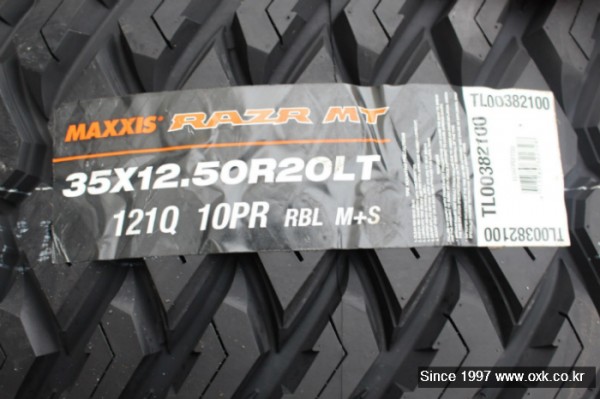 MAXXIS RAZR MT
35X12.50R20LT
121Q 10PR RBL M+S
TL00382100
TL00382100
TL00382100
Since 1997 www.oxk.co.kr